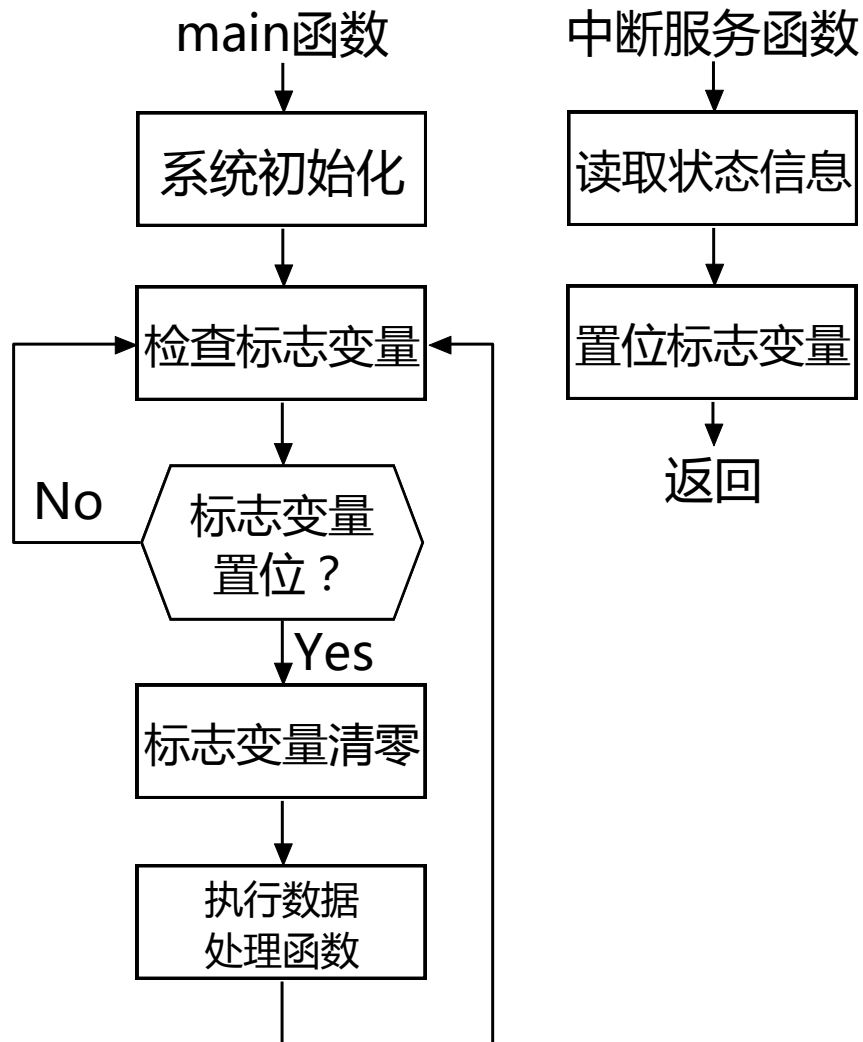 main函数
系统初始化
检查标志变量
No
标志变量
置位？
Yes
标志变量清零
执行数据
处理函数
中断服务函数
读取状态信息
置位标志变量
返回